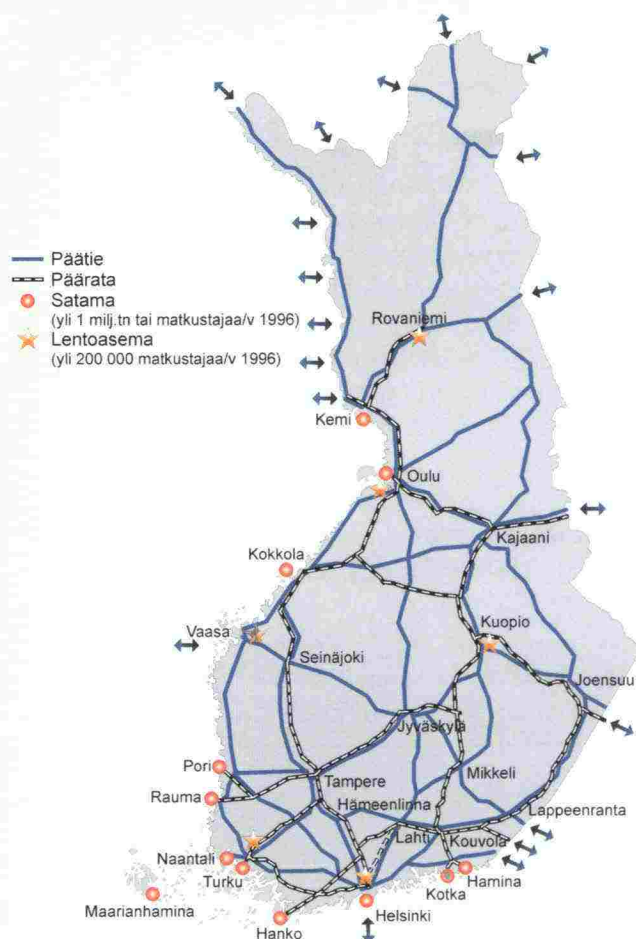 Päätie
Päärata
Satama
(yli 1 milj.tn tai matkustajaa/v 1996)
Lentoasema
(yli 200 000 matkustajaa/v 1996)
Rovaniemi
Kemi
Oulu
Kajaani
Kokkola
Vaasa
Kuopio
Seinäjoki
Joensuu
Jyväskylä
Pori
Tampere
Mikkeli
Rauma
Hämeenlinna
Lappeenranta
Lahti
Kouvola
Naantali
Turku
Hamina
Kotka
Maarianhamina
Helsinki
Hanko